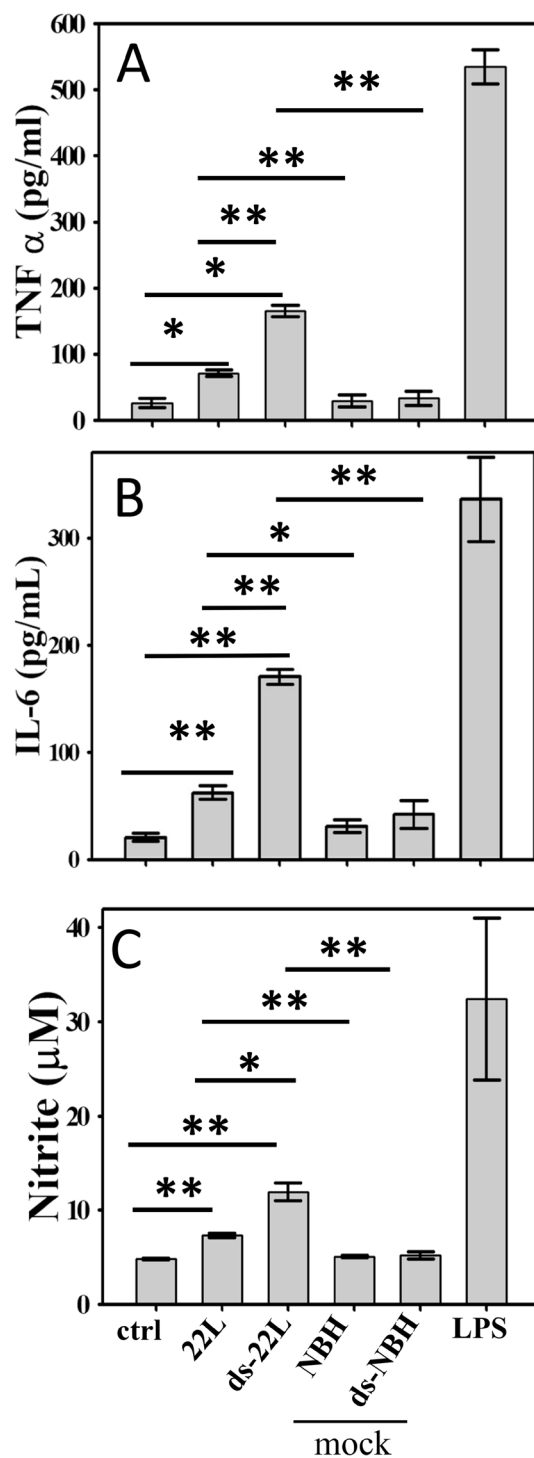 A
TNF α (pg/ml)
600
500
400
300
200
100
0
**
**
**
*
*
B
IL-6 (pg/mL)
300
200
100
0
**
*
**
**
**
C
Nitrite (μM)
40
30
20
10
0
**
**
*
**
**
ctrl
22L
ds-22L
NBH
ds-NBH
LPS
mock